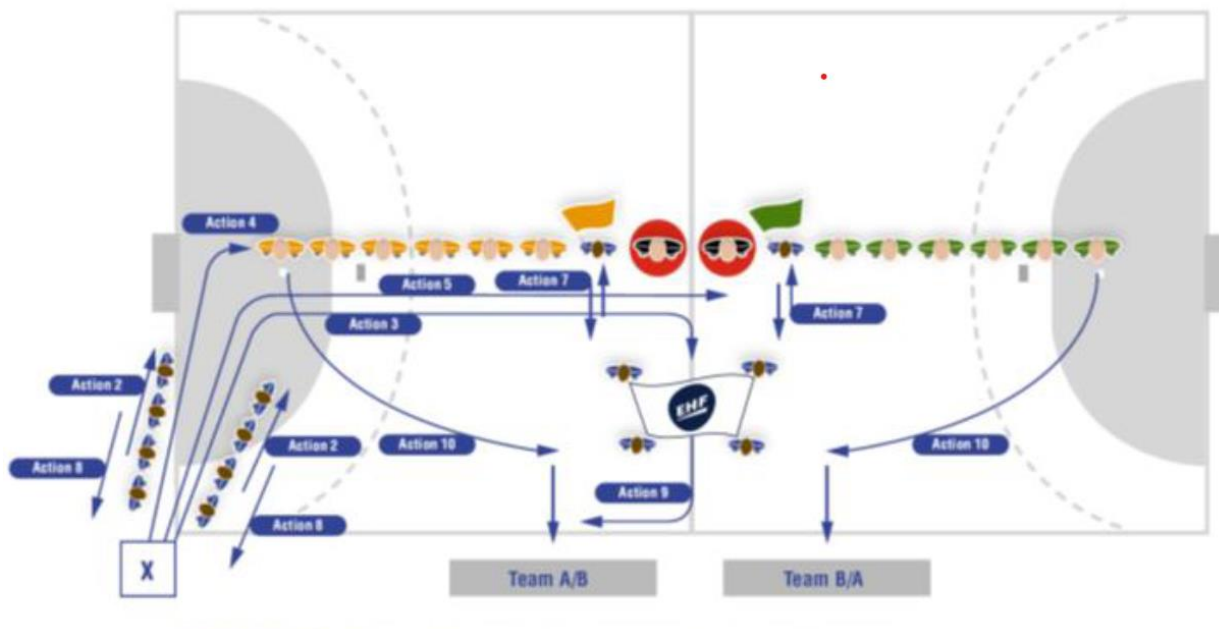 Action 4
Action 5
Action 7
Action 3
Action 7
Action 2
EHF
Action 10
Action 2
Action 10
Action 8
Action 9
Action 8
X
Team A/B
Team B/A